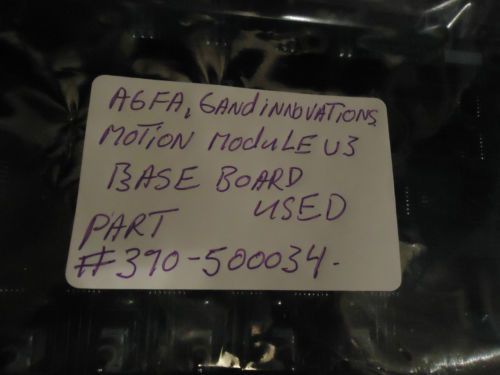 AGFA, GANDINNOVATIONS.
MOTION MODULE U3
BASE BOARD
USED
PART
#390-500034.